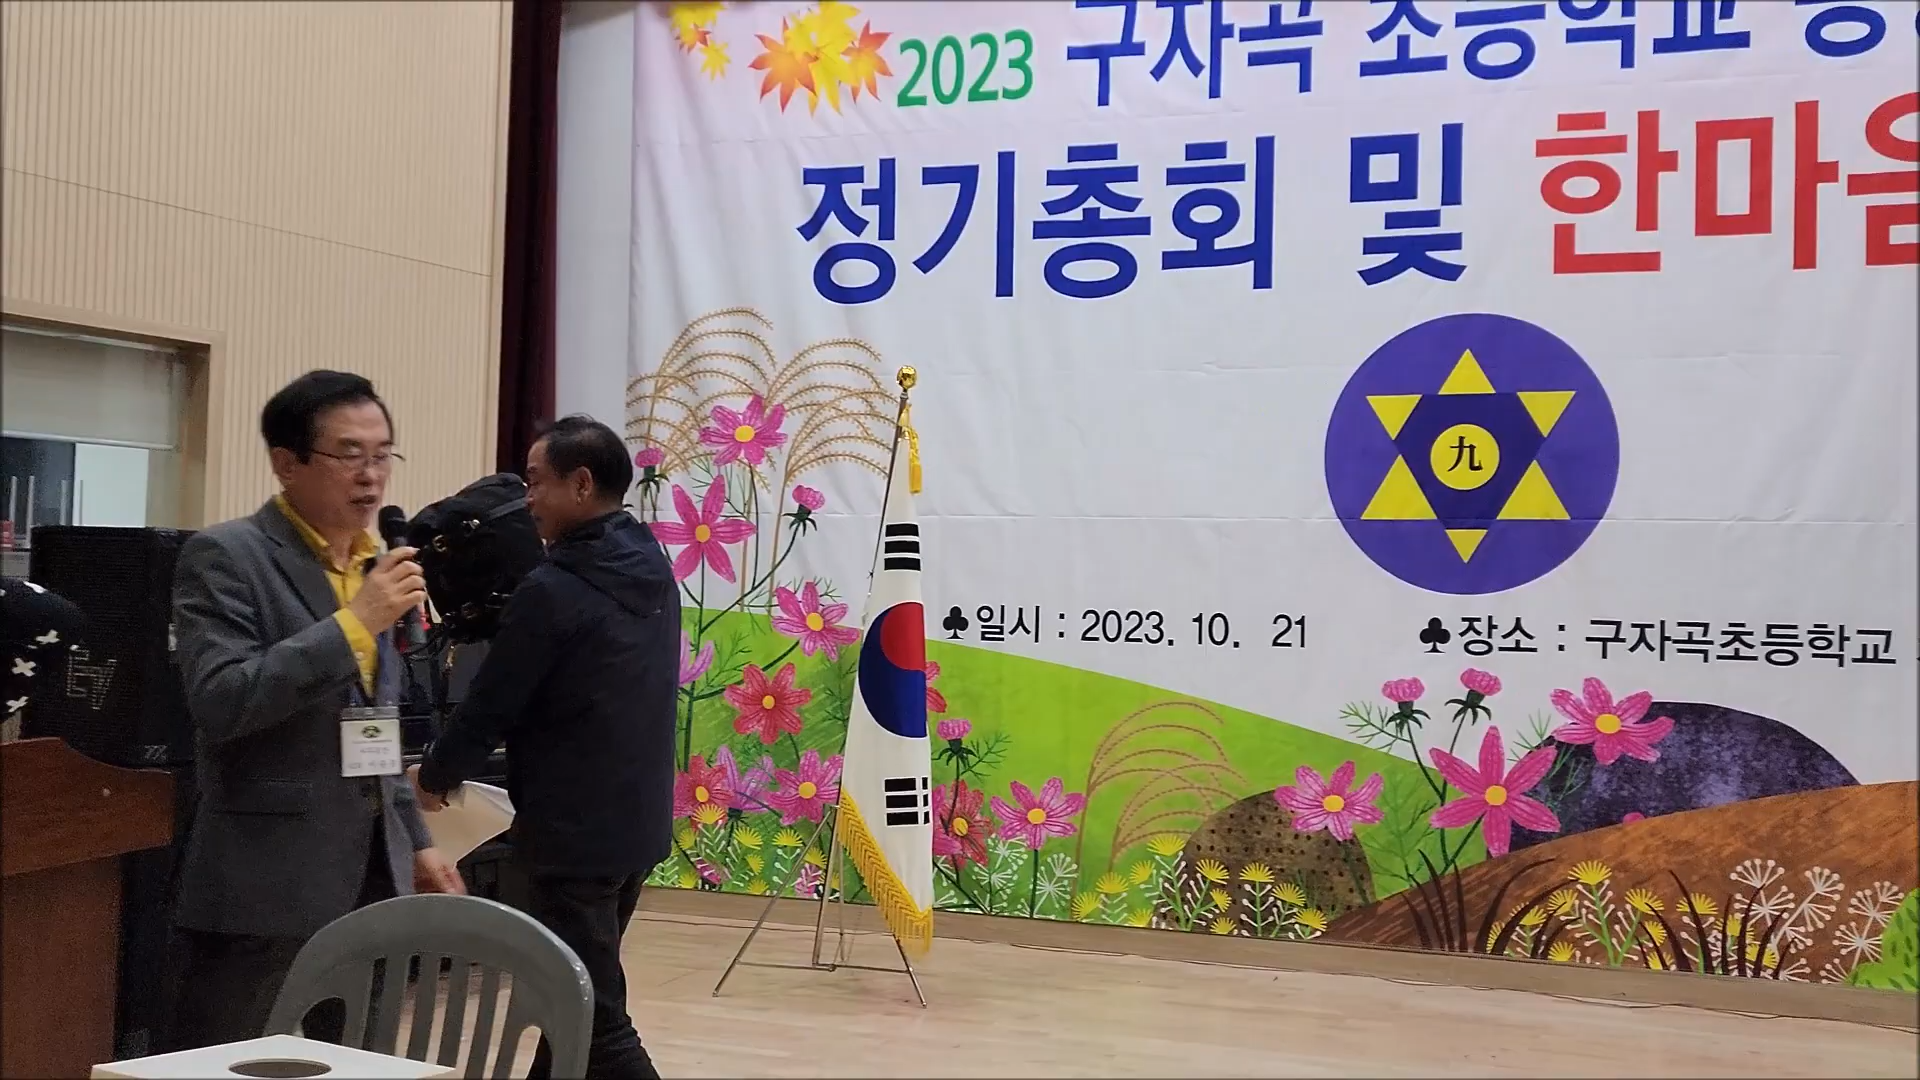 2023 구자곡 초등학교
정기총회 및 한마음
九
♣일시 : 2023. 10. 21 ♣장소 : 구자곡초등학교
EV